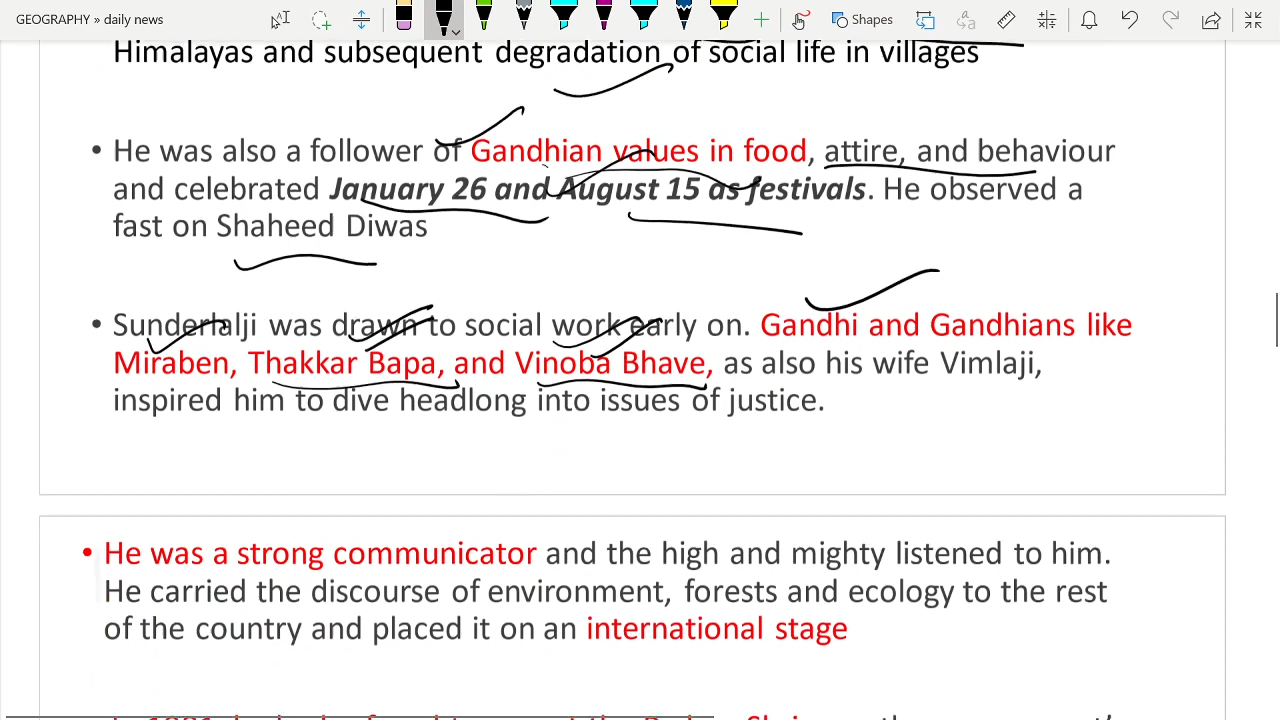 GEOGRAPHY » daily news
Shapes
Himalayas and subsequent degradation of social life in villages
• He was also a follower of Gandhian values in food, attire, and behaviour
and celebrated January 26 and August 15 as festivals. He observed a
fast on Shaheed Diwas
• Sunderlalji was drawn to social work early on. Gandhi and Gandhians like
Miraben, Thakkar Bapa, and Vinoba Bhave, as also his wife Vimlaji,
inspired him to dive headlong into issues of justice.
• He was a strong communicator and the high and mighty listened to him.
He carried the discourse of environment, forests and ecology to the rest
of the country and placed it on an international stage